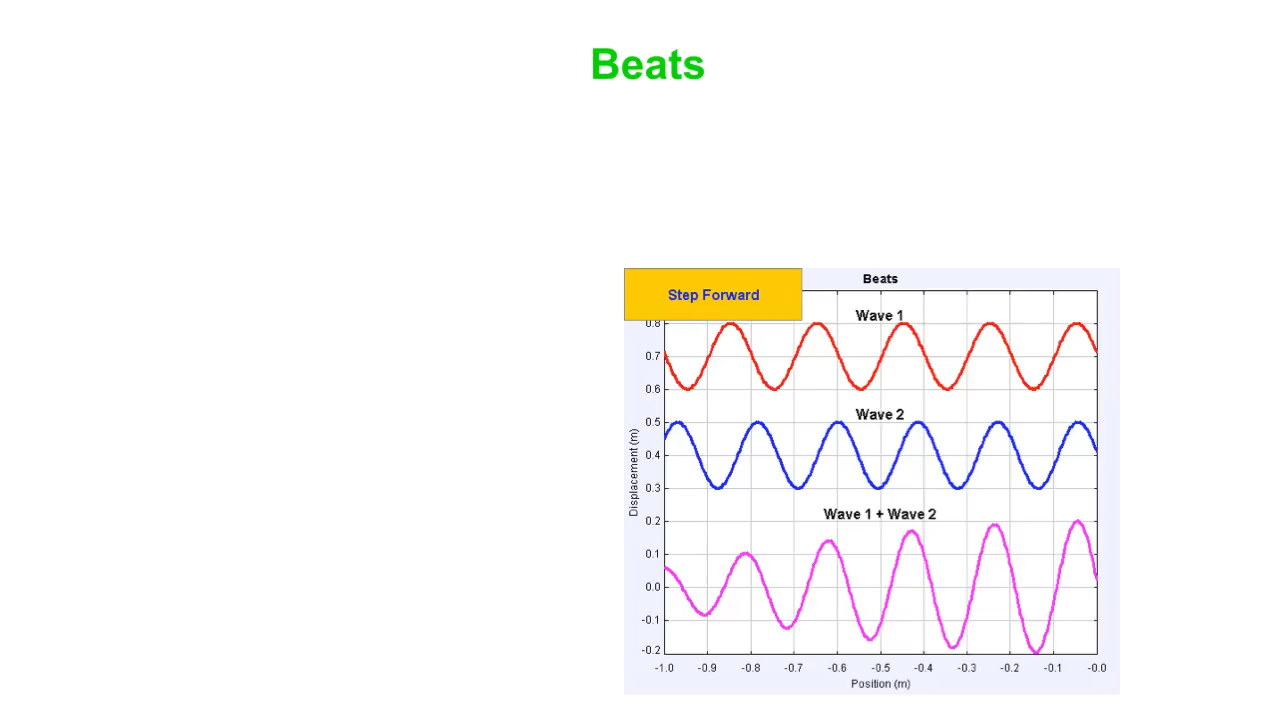 Beats
Step Forward
Beats
Wave 1
0.8
0.7
0.6
Wave 2
0.5
0.4
0.3
Displacement (m)
Wave 1 + Wave 2
0.2
0.1
0.0
-0.1
-0.2
-1.0 -0.9 -0.8 -0.7 -0.6 -0.5 -0.4 -0.3 -0.2 -0.1 -0.0
Position (m)